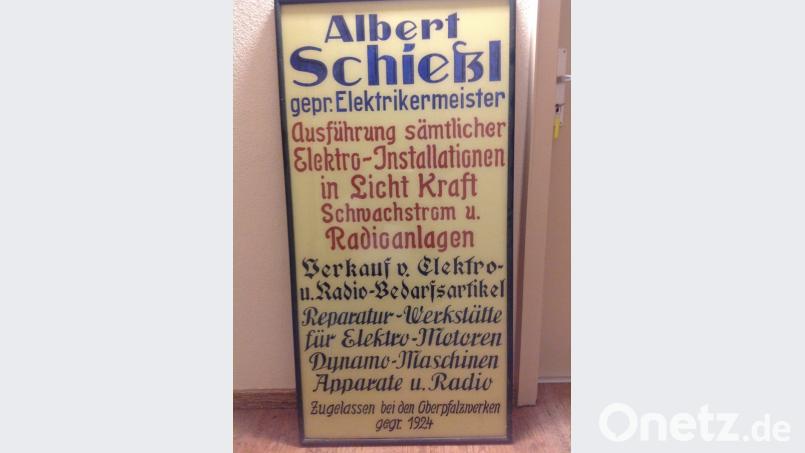 Albert
Schießl
gepr. Elektrikermeister
Ausführung sämtlicher
Elektro-Installationen
in Licht Kraft
Schwachstrom u.
Radioanlagen
Verkauf v. Elektro-
u. Radio-Bedarfsartikel
Reparatur-Werkstätte
für Elektro-Motoren
Dynamo-Maschinen
Apparate u. Radio
Zugelassen bei den Oberpfalzwerken
gegr. 1924
Onetz.de